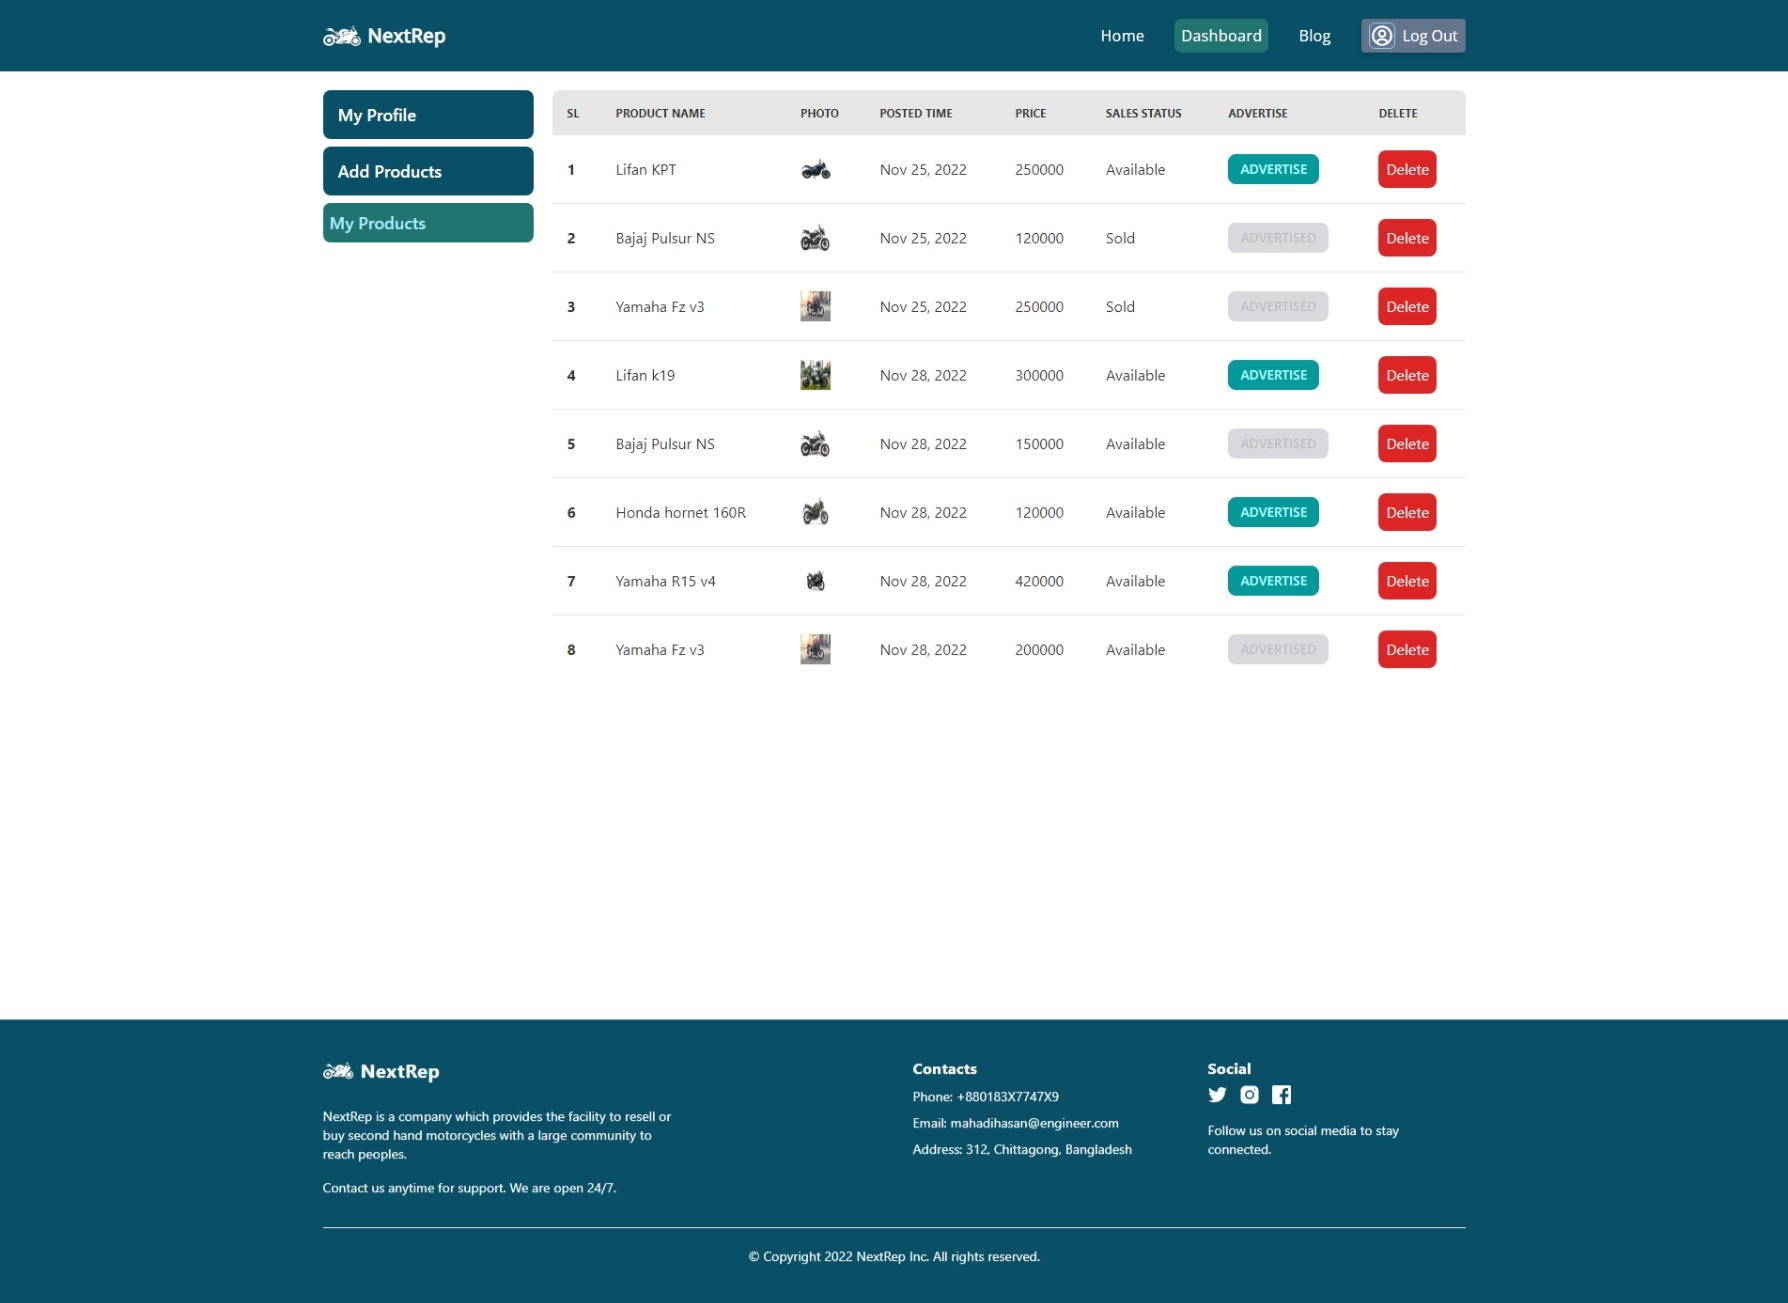 NextRep
Home Dashboard Blog Log Out
My Profile
Add Products
My Products
SL PRODUCT NAME PHOTO POSTED TIME PRICE SALES STATUS ADVERTISE DELETE
1 Lifan KPT Nov 25, 2022 250000 Available ADVERTISE Delete
2 Bajaj Pulsur NS Nov 25, 2022 120000 Sold ADVERTISED Delete
3 Yamaha Fz v3 Nov 25, 2022 250000 Sold ADVERTISED Delete
4 Lifan k19 Nov 28, 2022 300000 Available ADVERTISE Delete
5 Bajaj Pulsur NS Nov 28, 2022 150000 Available ADVERTISED Delete
6 Honda hornet 160R Nov 28, 2022 120000 Available ADVERTISE Delete
7 Yamaha R15 v4 Nov 28, 2022 420000 Available ADVERTISE Delete
8 Yamaha Fz v3 Nov 28, 2022 200000 Available ADVERTISED Delete
NextRep
NextRep is a company which provides the facility to resell or
buy second hand motorcycles with a large community to
reach peoples.
Contact us anytime for support. We are open 24/7.
Contacts
Phone: +880183X7747X9
Email: mahadihasan@engineer.com
Address: 312, Chittagong, Bangladesh
Social
Follow us on social media to stay
connected.
© Copyright 2022 NextRep Inc. All rights reserved.